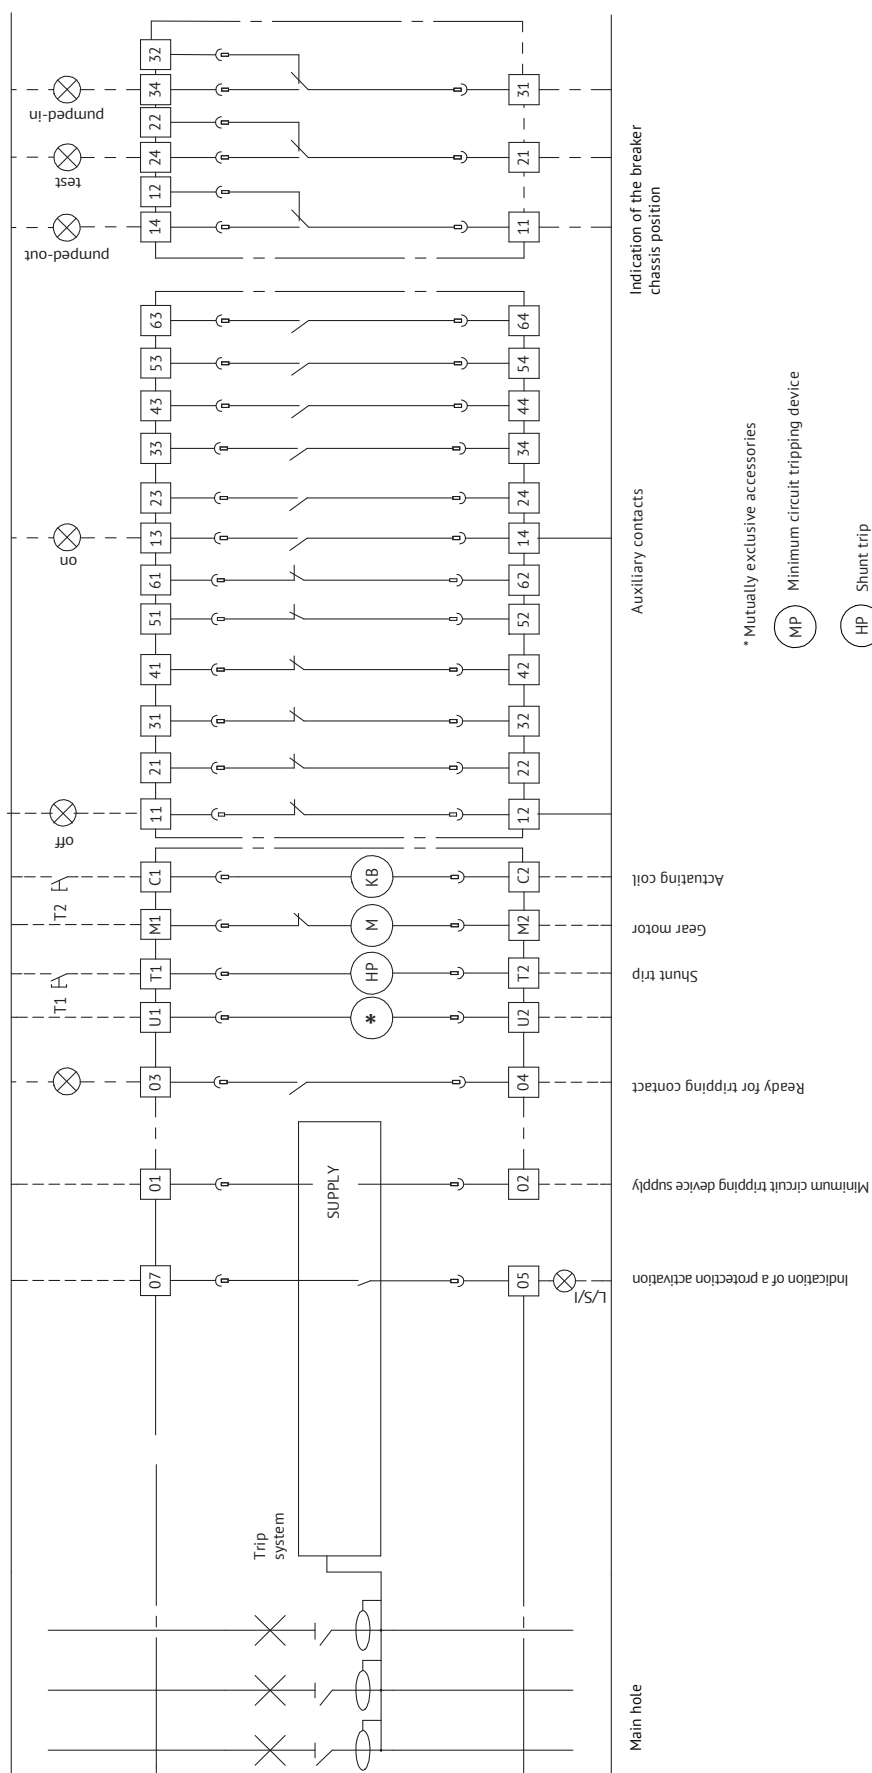 Main hole
Trip
system
SUPPLY
07
05
L/S/I
Indication of a protection activation
01
02
Minimum circuit tripping device supply
03
04
Ready for tripping contact
U1
*
U2
T1
T1
HP
T2
Shunt trip
M1
M
M2
Gear motor
T2
C1
KB
C2
Actuating coil
off
11
12
21
22
31
32
41
42
51
52
61
62
on
13
14
23
24
33
34
43
44
53
54
63
64
Auxiliary contacts
pumped-out
14
12
11
test
24
22
21
pumped-in
34
32
31
Indication of the breaker
chassis position
* Mutually exclusive accessories
MP
Minimum circuit tripping device
HP
Shunt trip